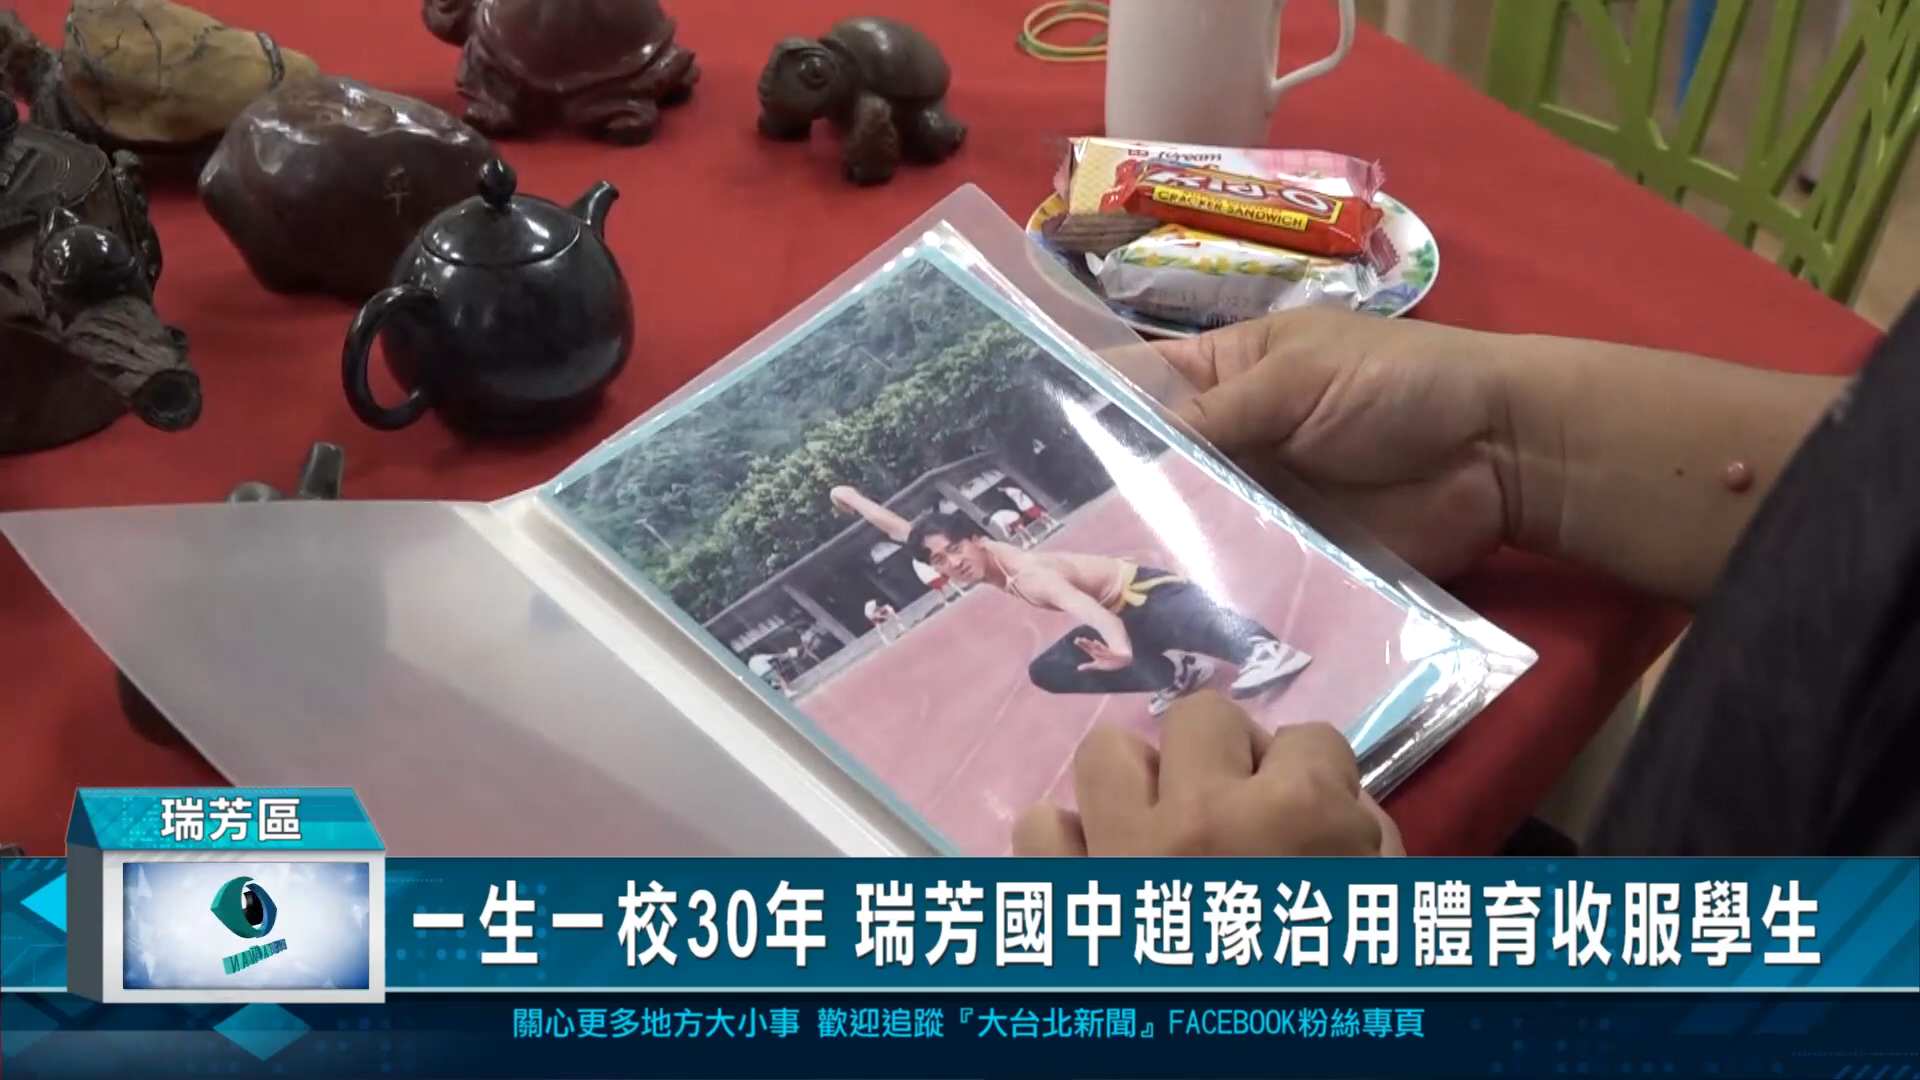 Cream
KIPO
CRACKER SANDWICH
瑞芳區
一生一校30年 瑞芳國中趙豫治用體育收服學生
關心更多地方大小事 歡迎追蹤『大台北新聞』FACEBOOK粉絲專頁